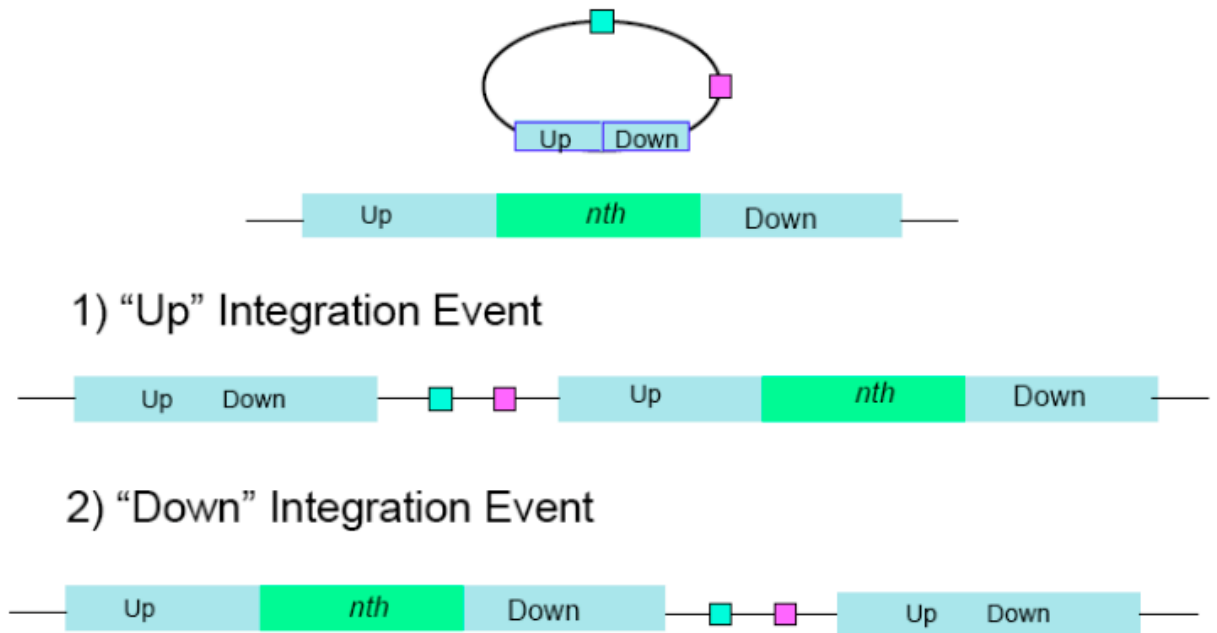 Up Down
Up nth Down
1) “Up” Integration Event
Up Down Up nth Down
2) “Down” Integration Event
Up nth Down Up Down